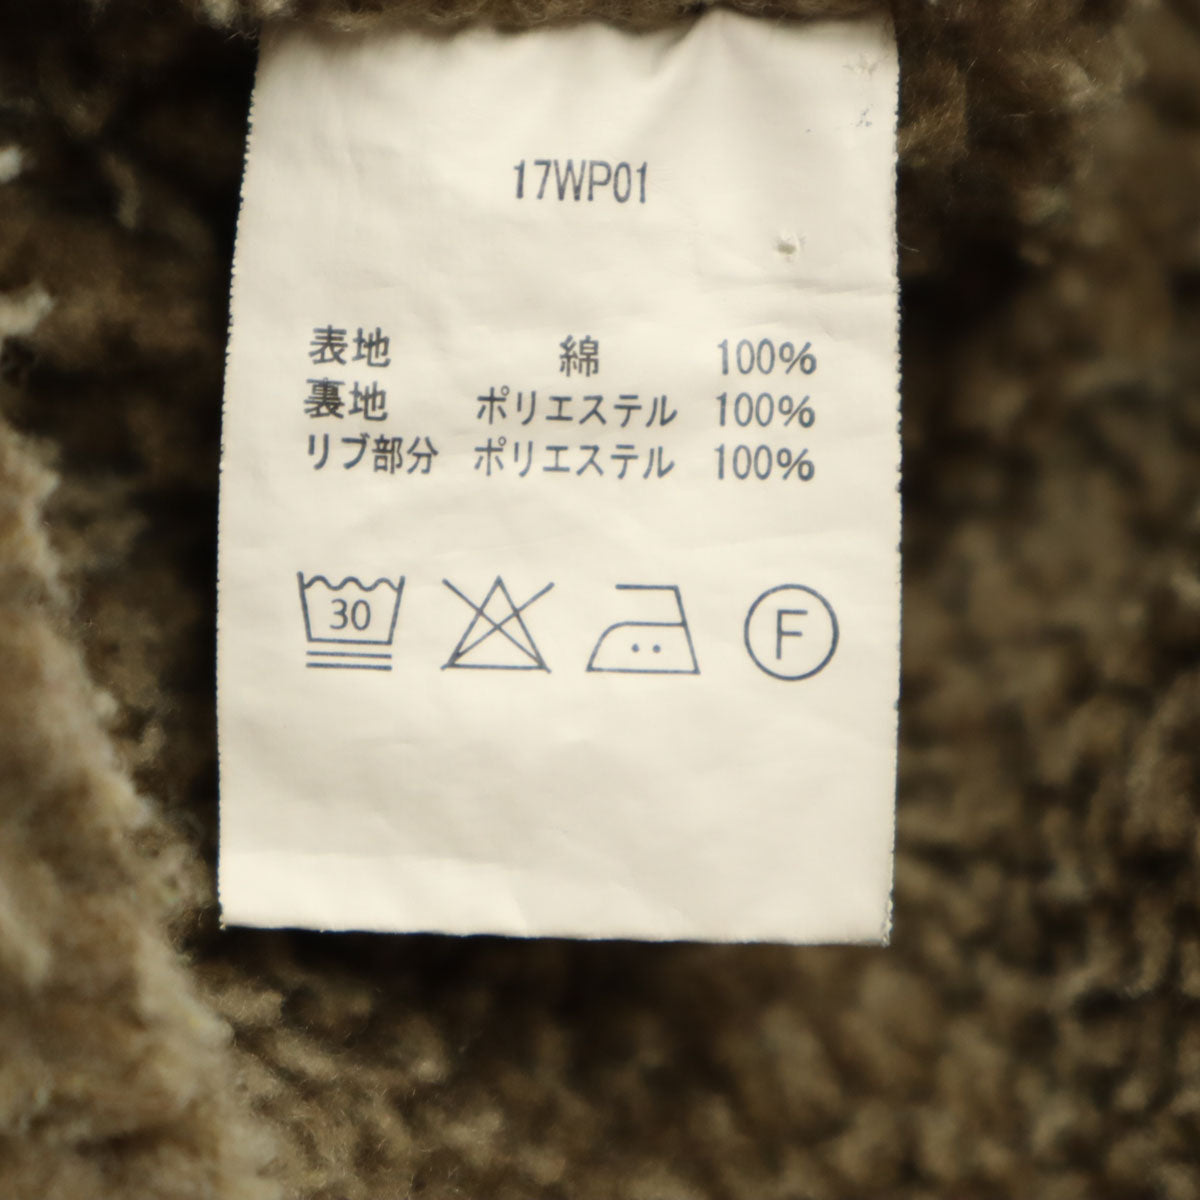 17WP01
表地 綿 100%
裏地 ポリエステル 100%
リブ部分 ポリエステル 100%
30 F